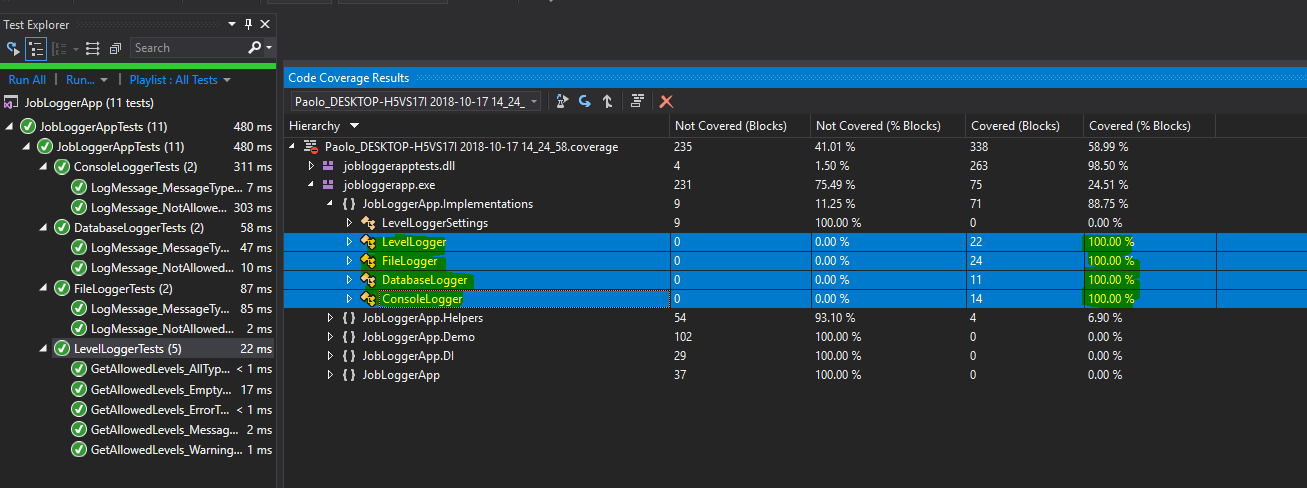 Test Explorer
Search
Run All | Run... | Playlist : All Tests
JobLoggerApp (11 tests)
JobLoggerAppTests (11) 480 ms
JobLoggerAppTests (11) 480 ms
ConsoleLoggerTests (2) 311 ms
LogMessage_MessageType... 7 ms
LogMessage_NotAllowe... 303 ms
DatabaseLoggerTests (2) 58 ms
LogMessage_MessageTy... 47 ms
LogMessage_NotAllowed... 10 ms
FileLoggerTests (2) 87 ms
LogMessage_MessageTy... 85 ms
LogMessage_NotAllowed... 2 ms
LevelLoggerTests (5) 22 ms
GetAllowedLevels_AllTyp... < 1 ms
GetAllowedLevels_Empty... 17 ms
GetAllowedLevels_ErrorT... < 1 ms
GetAllowedLevels_Messag... 2 ms
GetAllowedLevels_Warning... 1 ms
Code Coverage Results
Paolo_DESKTOP-H5VS17I 2018-10-17 14_24_
Hierarchy Not Covered (Blocks) Not Covered (% Blocks) Covered (Blocks) Covered (% Blocks)
Paolo_DESKTOP-H5VS17I 2018-10-17 14_24_58.coverage 235 41.01 % 338 58.99 %
jobloggerapptests.dll 4 1.50 % 263 98.50 %
jobloggerapp.exe 231 75.49 % 75 24.51 %
{ } JobLoggerApp.Implementations 9 11.25 % 71 88.75 %
LevelLoggerSettings 9 100.00 % 0 0.00 %
LevelLogger 0 0.00 % 22 100.00 %
FileLogger 0 0.00 % 24 100.00 %
DatabaseLogger 0 0.00 % 11 100.00 %
ConsoleLogger 0 0.00 % 14 100.00 %
{ } JobLoggerApp.Helpers 54 93.10 % 4 6.90 %
{ } JobLoggerApp.Demo 102 100.00 % 0 0.00 %
{ } JobLoggerApp.DI 29 100.00 % 0 0.00 %
{ } JobLoggerApp 37 100.00 % 0 0.00 %